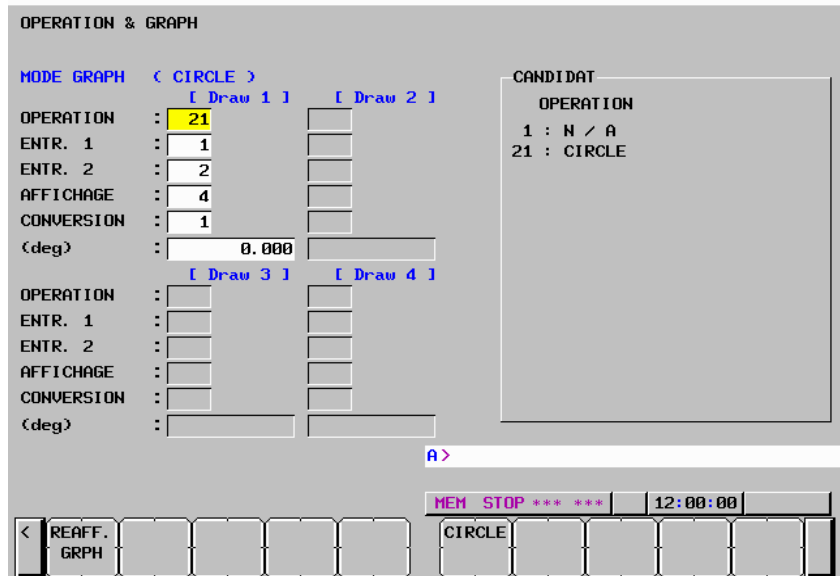 OPERATION & GRAPH
MODE GRAPH ( CIRCLE )
[ Draw 1 ] [ Draw 2 ]
OPERATION : 21
ENTR. 1 : 1
ENTR. 2 : 2
AFFICHAGE : 4
CONVERSION : 1
(deg) : 0.000
[ Draw 3 ] [ Draw 4 ]
OPERATION :
ENTR. 1 :
ENTR. 2 :
AFFICHAGE :
CONVERSION :
(deg) :
CANDIDAT
OPERATION
1 : N / A
21 : CIRCLE
A>
MEM STOP *** *** 12:00:00
< REAFF. GRPH CIRCLE